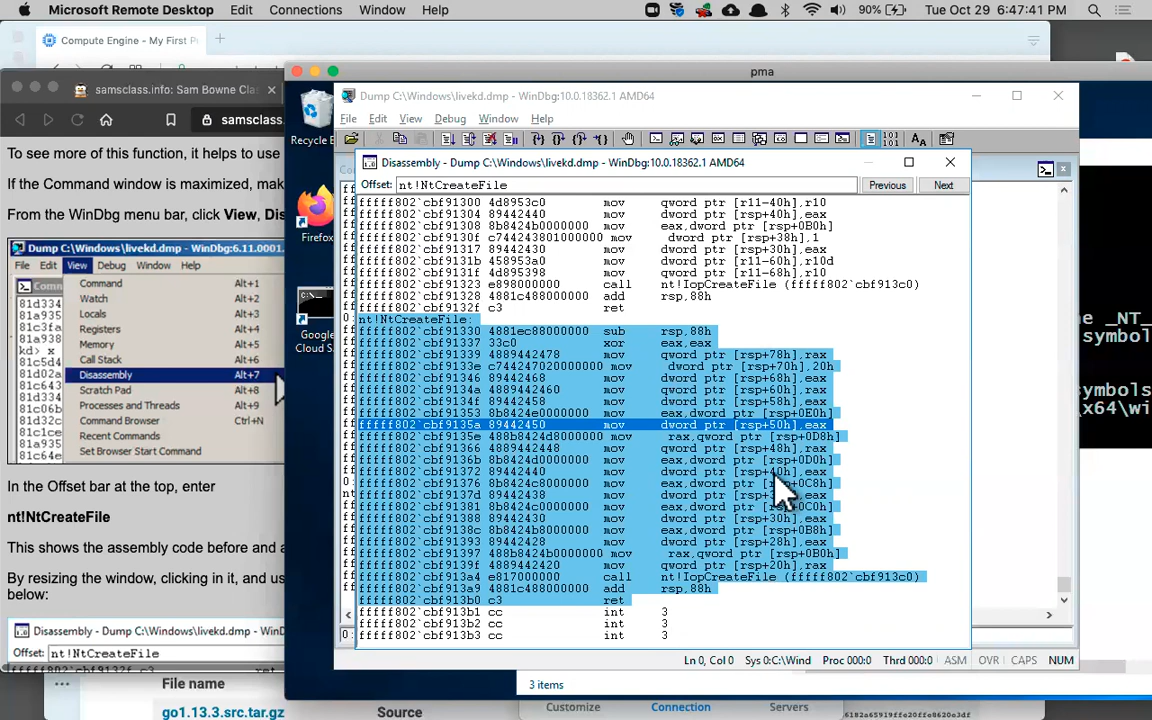 Microsoft Remote Desktop Edit Connections Window Help 90% Tue Oct 29 6:47:41 PM
Compute Engine - My First P
samsclass.info: Sam Bowne Clas
samsclass.
pma
To see more of this function, it helps to use
If the Command window is maximized, mak
From the WinDbg menu bar, click View, Dis
Dump C:\Windows\livekd.dmp - WinDbg:6.11.0001.
File Edit View Debug Window Help
Command Alt+1
Watch Alt+2
Locals Alt+3
Registers Alt+4
Memory Alt+5
Call Stack Alt+6
Disassembly Alt+7
Scratch Pad Alt+8
Processes and Threads Alt+9
Command Browser Ctrl+N
Recent Commands
Set Browser Start Command
81d334
81a935
81c3fa
81a938
kd> x
81c5d4
81c643
81c06b
81d32c
81c1ce
In the Offset bar at the top, enter
nt!NtCreateFile
This shows the assembly code before and a
By resizing the window, clicking in it, and us
below:
Disassembly - Dump C:\Windows\livekd.dmp - WinD
Offset: nt!NtCreateFile
File name
go1.13.3.src.tar.gz Source
Recycle
Firefox
Google
Cloud S
Dump C:\Windows\livekd.dmp - WinDbg:10.0.18362.1 AMD64
File Edit View Debug Window Help
Disassembly - Dump C:\Windows\livekd.dmp - WinDbg:10.0.18362.1 AMD64
Offset: nt!NtCreateFile Previous Next
fffff802`cbf91300 4d8953c0 mov qword ptr [r11-40h],r10
fffff802`cbf91304 89442440 mov dword ptr [rsp+40h],eax
fffff802`cbf91308 8b8424b0000000 mov eax,dword ptr [rsp+0B0h]
fffff802`cbf9130f c744243801000000 mov dword ptr [rsp+38h],1
fffff802`cbf91317 89442430 mov dword ptr [rsp+30h],eax
fffff802`cbf9131b 458953a0 mov dword ptr [r11-60h],r10d
fffff802`cbf9131f 4d895398 mov qword ptr [r11-68h],r10
fffff802`cbf91323 e898000000 call nt!IopCreateFile (fffff802`cbf913c0)
fffff802`cbf91328 4881c488000000 add rsp,88h
fffff802`cbf9132f c3 ret
nt!NtCreateFile:
fffff802`cbf91330 4881ec88000000 sub rsp,88h
fffff802`cbf91337 33c0 xor eax,eax
fffff802`cbf91339 4889442478 mov qword ptr [rsp+78h],rax
fffff802`cbf9133e c744247020000000 mov dword ptr [rsp+70h],20h
fffff802`cbf91346 89442468 mov dword ptr [rsp+68h],eax
fffff802`cbf9134a 4889442460 mov qword ptr [rsp+60h],rax
fffff802`cbf9134f 89442458 mov dword ptr [rsp+58h],eax
fffff802`cbf91353 8b8424e0000000 mov eax,dword ptr [rsp+0E0h]
fffff802`cbf9135a 89442450 mov dword ptr [rsp+50h],eax
fffff802`cbf9135e 488b8424d8000000 mov rax,qword ptr [rsp+0D8h]
fffff802`cbf91366 4889442448 mov qword ptr [rsp+48h],rax
fffff802`cbf9136b 8b8424d0000000 mov eax,dword ptr [rsp+0D0h]
fffff802`cbf91372 89442440 mov dword ptr [rsp+40h],eax
fffff802`cbf91376 8b8424c8000000 mov eax,dword ptr [rsp+0C8h]
fffff802`cbf9137d 89442438 mov dword ptr eax
fffff802`cbf91381 8b8424c0000000 mov eax,dword ptr [rsp+0C0h]
fffff802`cbf91388 89442430 mov dword ptr [rsp+30h],eax
fffff802`cbf9138c 8b8424b8000000 mov eax,dword ptr [rsp+0B8h]
fffff802`cbf91393 89442428 mov dword ptr [rsp+28h],eax
fffff802`cbf91397 488b8424b0000000 mov rax,qword ptr [rsp+0B0h]
fffff802`cbf9139f 4889442420 mov qword ptr [rsp+20h],rax
fffff802`cbf913a4 e817000000 call nt!IopCreateFile (fffff802`cbf913c0)
fffff802`cbf913a9 4881c488000000 add rsp,88h
fffff802`cbf913b0 c3 ret
fffff802`cbf913b1 cc int 3
fffff802`cbf913b2 cc int 3
fffff802`cbf913b3 cc int 3
Ln 0, Col 0 Sys 0:C:\Wind Proc 000:0 Thrd 000:0 ASM OVR CAPS NUM
3 items
Customize Connection Servers
e _NT_
symbols
symbols
x64\wi